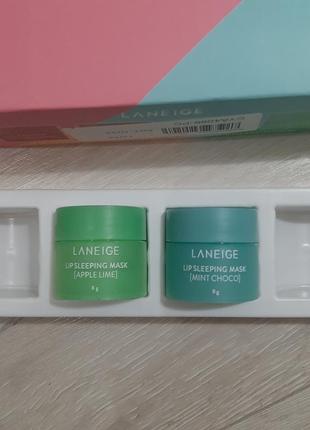 LANEIGE
LANEIGE
LIP SLEEPING MASK
[APPLE LIME]
8g
LANEIGE
LIP SLEEPING MASK
[MINT CHOCO]
8g